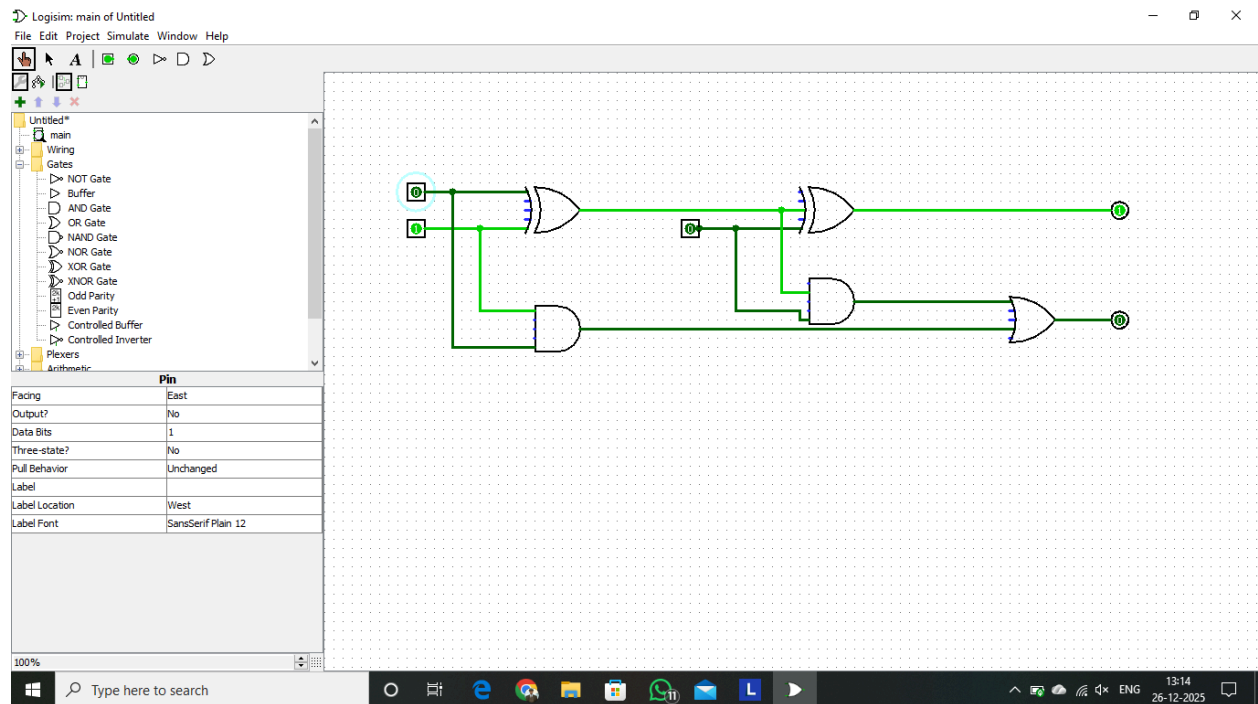 Logisim: main of Untitled
File Edit Project Simulate Window Help
A
Untitled*
main
Wiring
Gates
NOT Gate
Buffer
AND Gate
OR Gate
NAND Gate
NOR Gate
XOR Gate
XNOR Gate
Odd Parity
Even Parity
Controlled Buffer
Controlled Inverter
Plexers
Arithmetic
Pin
Facing East
Output? No
Data Bits 1
Three-state? No
Pull Behavior Unchanged
Label
Label Location West
Label Font SansSerif Plain 12
100%
0
1
0
1
0
Type here to search
11
L
ENG
13:14
26-12-2025